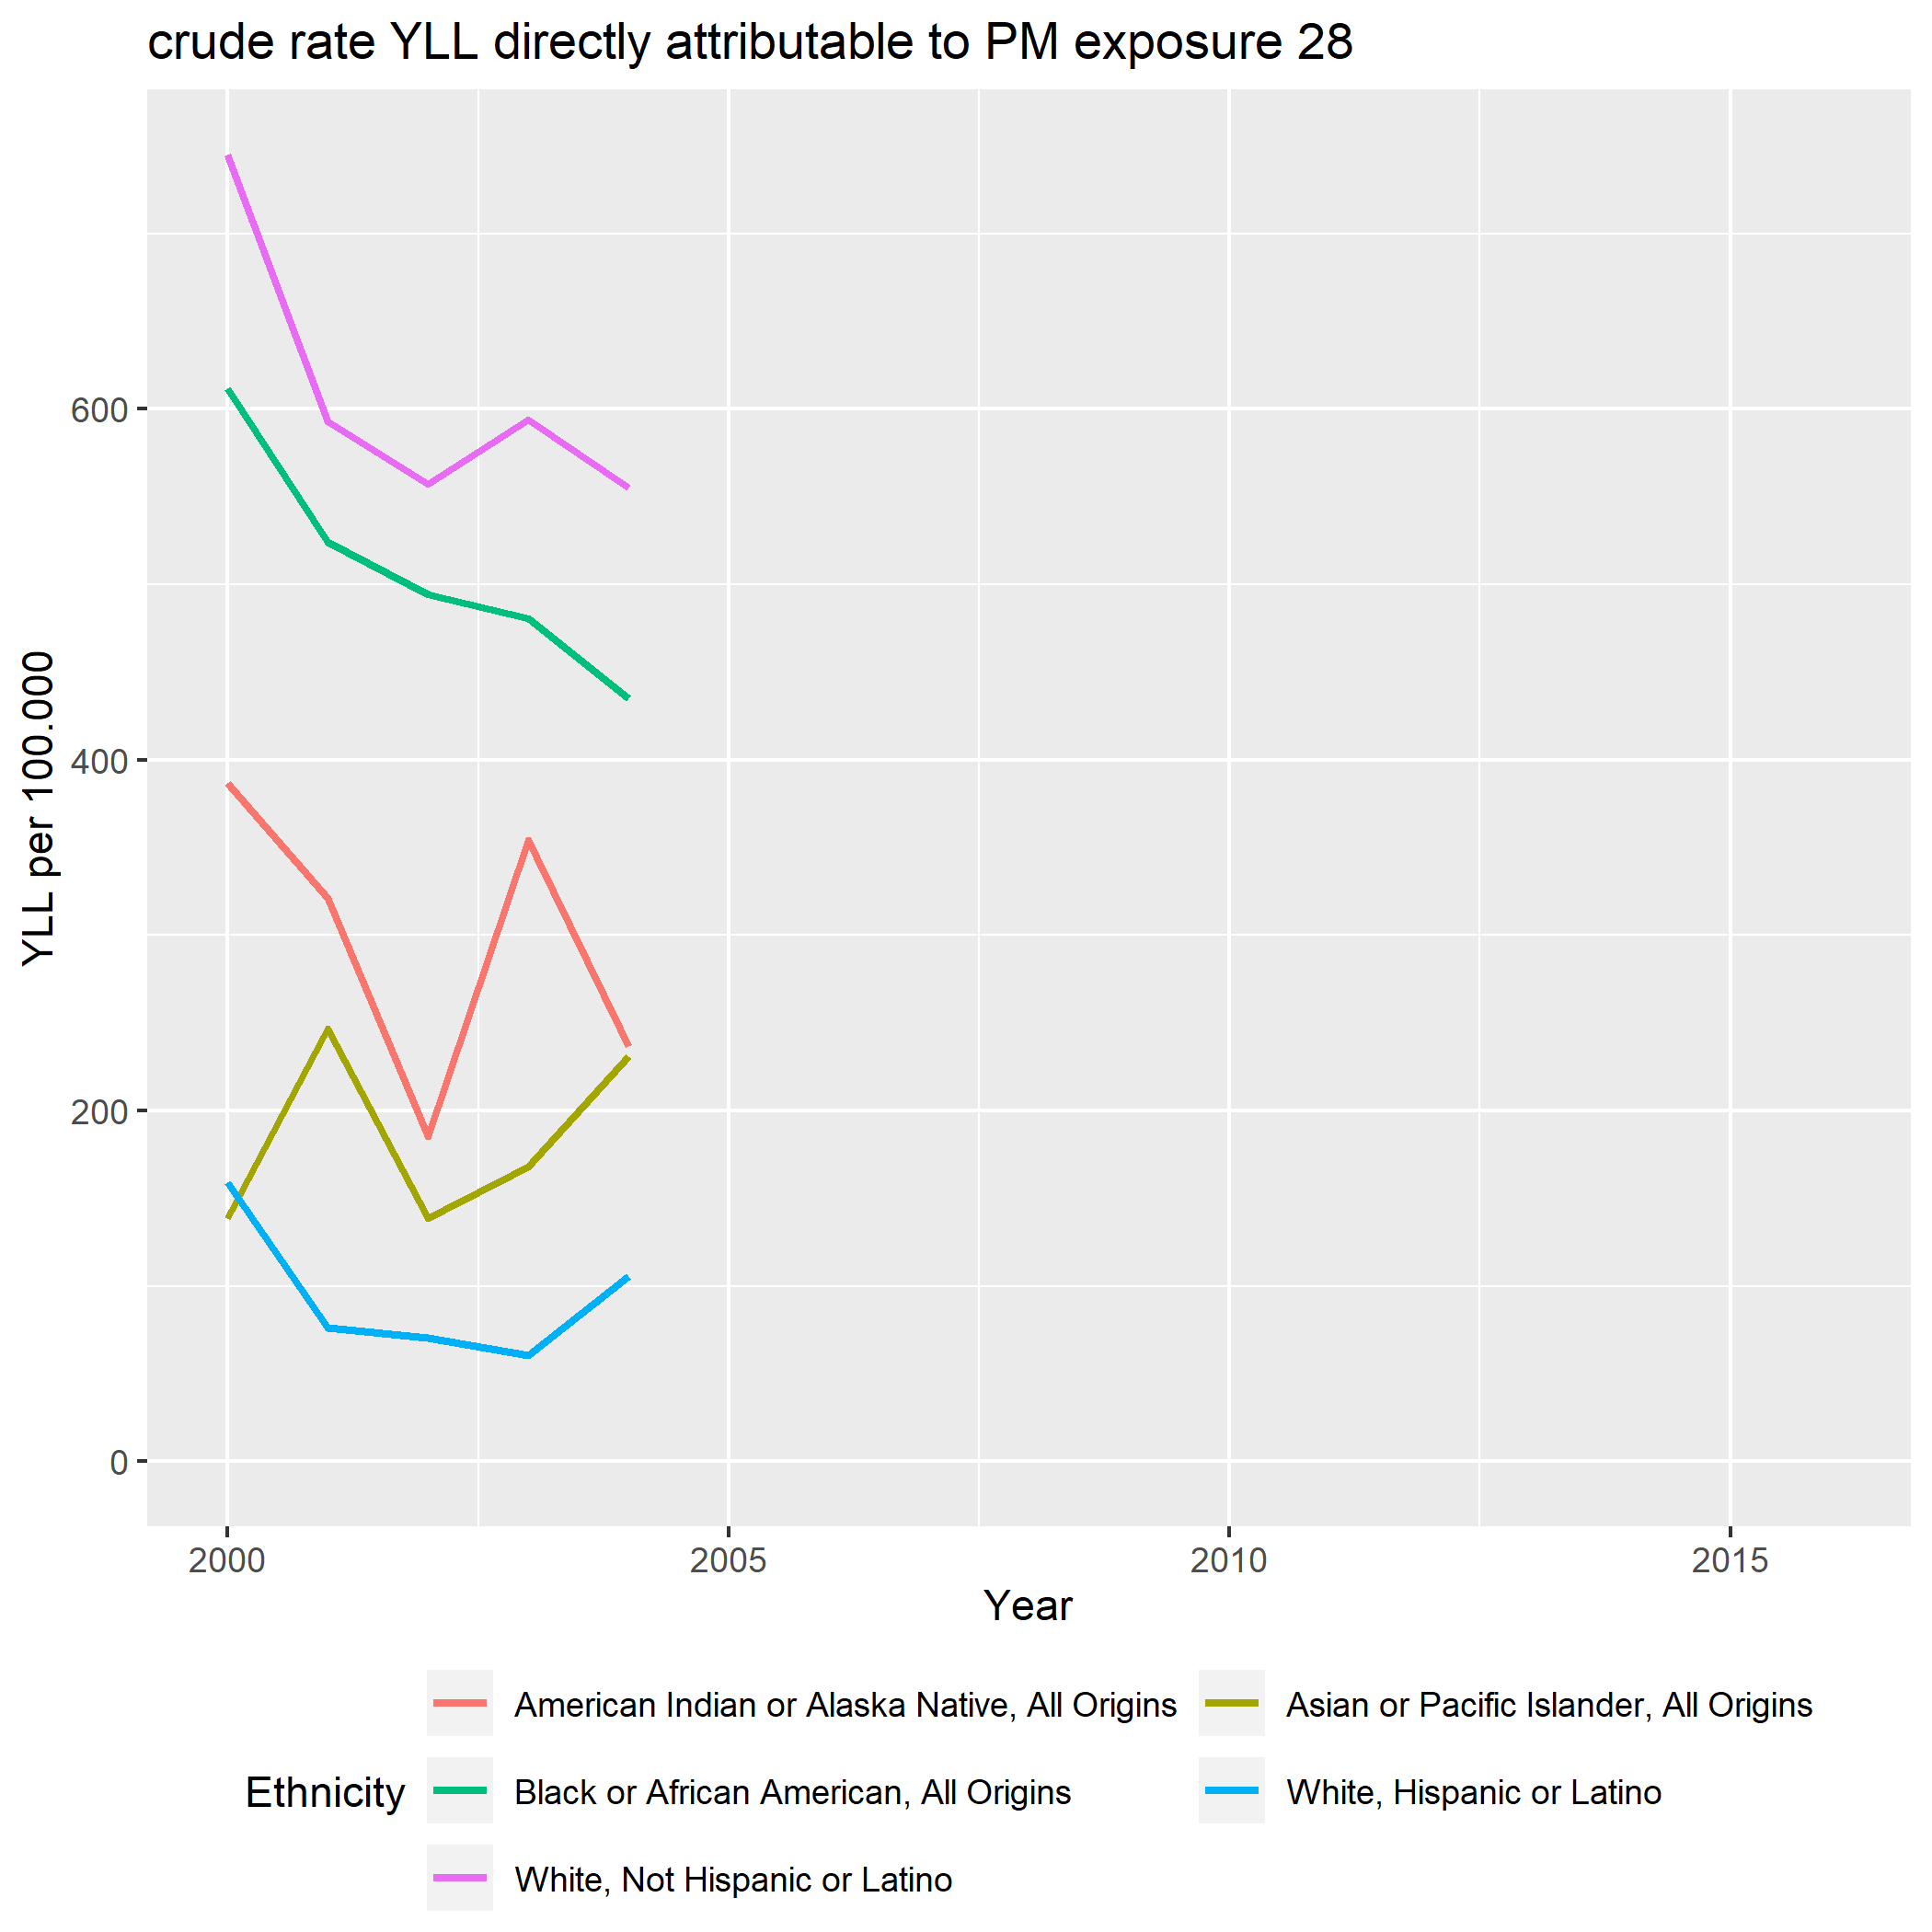 crude rate YLL directly attributable to PM exposure 28
YLL per 100.000
600
400
200
0
2000 2005 2010 2015
Year
Ethnicity
American Indian or Alaska Native, All Origins
Asian or Pacific Islander, All Origins
Black or African American, All Origins
White, Hispanic or Latino
White, Not Hispanic or Latino